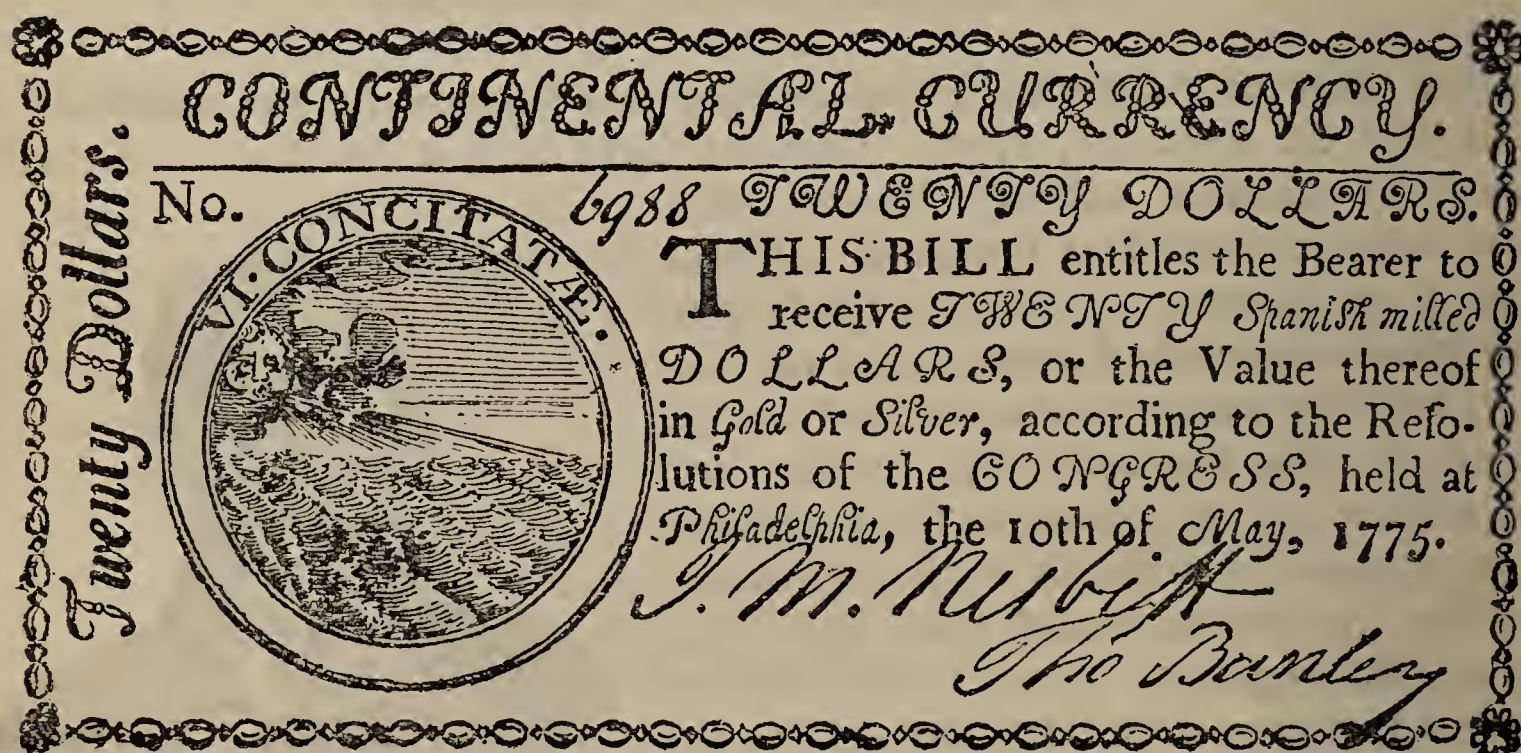 CONTINENTAL CURRENCY.
Twenty Dollars.
No. 6988 TWENTY DOLLARS.
VI·CONCITATÆ.
THIS BILL entitles the Bearer to
receive TWENTY Spanish milled
DOLLARS, or the Value thereof
in Gold or Silver, according to the Reſo-
lutions of the CONGRESS, held at
Philadelphia, the 10th of May, 1775.
J. M. Nesbitt
Tho